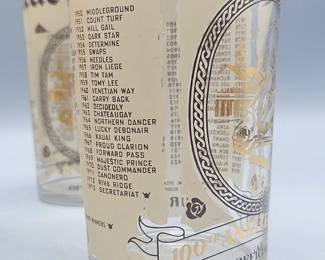 1950 MIDDLEGROUND
1951 COUNT TURF
1952 HILL GAIL
1953 DARK STAR
1954 DETERMINE
1955 SWAPS
1956 NEEDLES
1957 IRON LIEGE
1958 TIM TAM
1959 TOMY LEE
1960 VENETIAN WAY
1961 CARRY BACK
1962 DECIDEDLY
1963 CHATEAUGAY
1964 NORTHERN DANCER
1965 LUCKY DEBONAIR
1966 KAUAI KING
1967 PROUD CLARION
1968 FORWARD PASS
1969 MAJESTIC PRINCE
1970 DUST COMMANDER
1971 CANONERO
1972 RIVA RIDGE
1973 SECRETARIAT
WINNERS
100TH